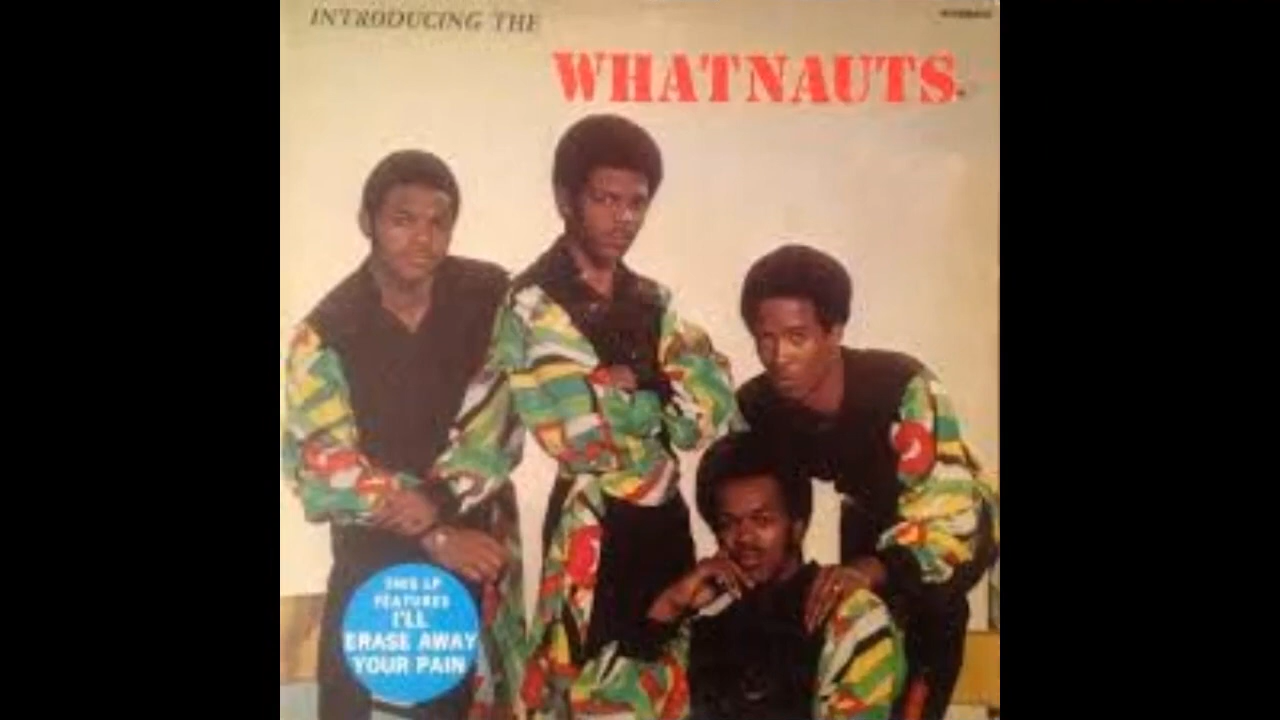 INTRODUCING THE
WHATNAUTS
THIS LP
FEATURES
I'LL
ERASE AWAY
YOUR PAIN